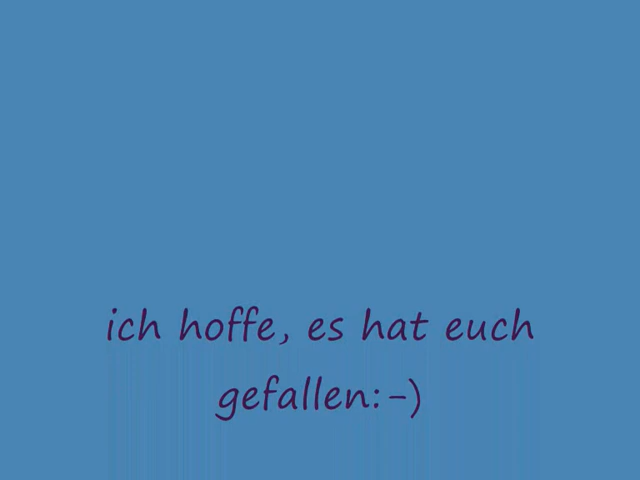 ich hoffe, es hat euch
gefallen:-)